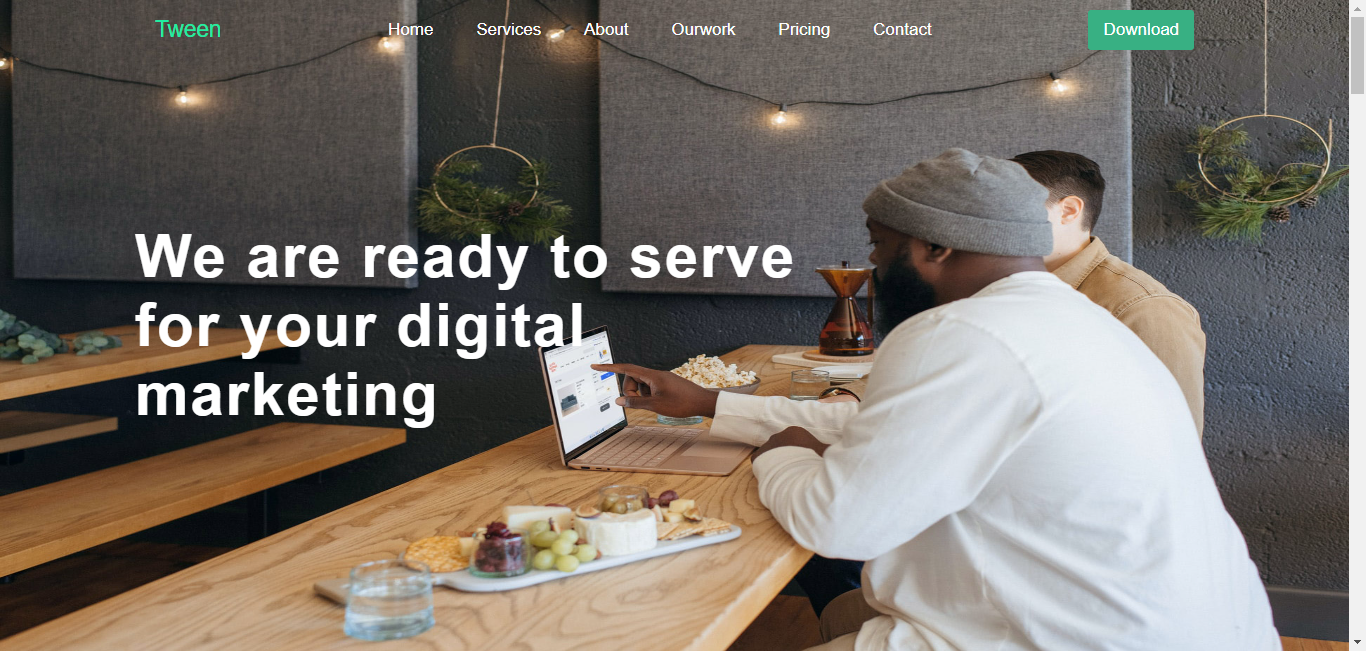 Tween
Home Services About Ourwork Pricing Contact
Download
We are ready to serve
for your digital
marketing